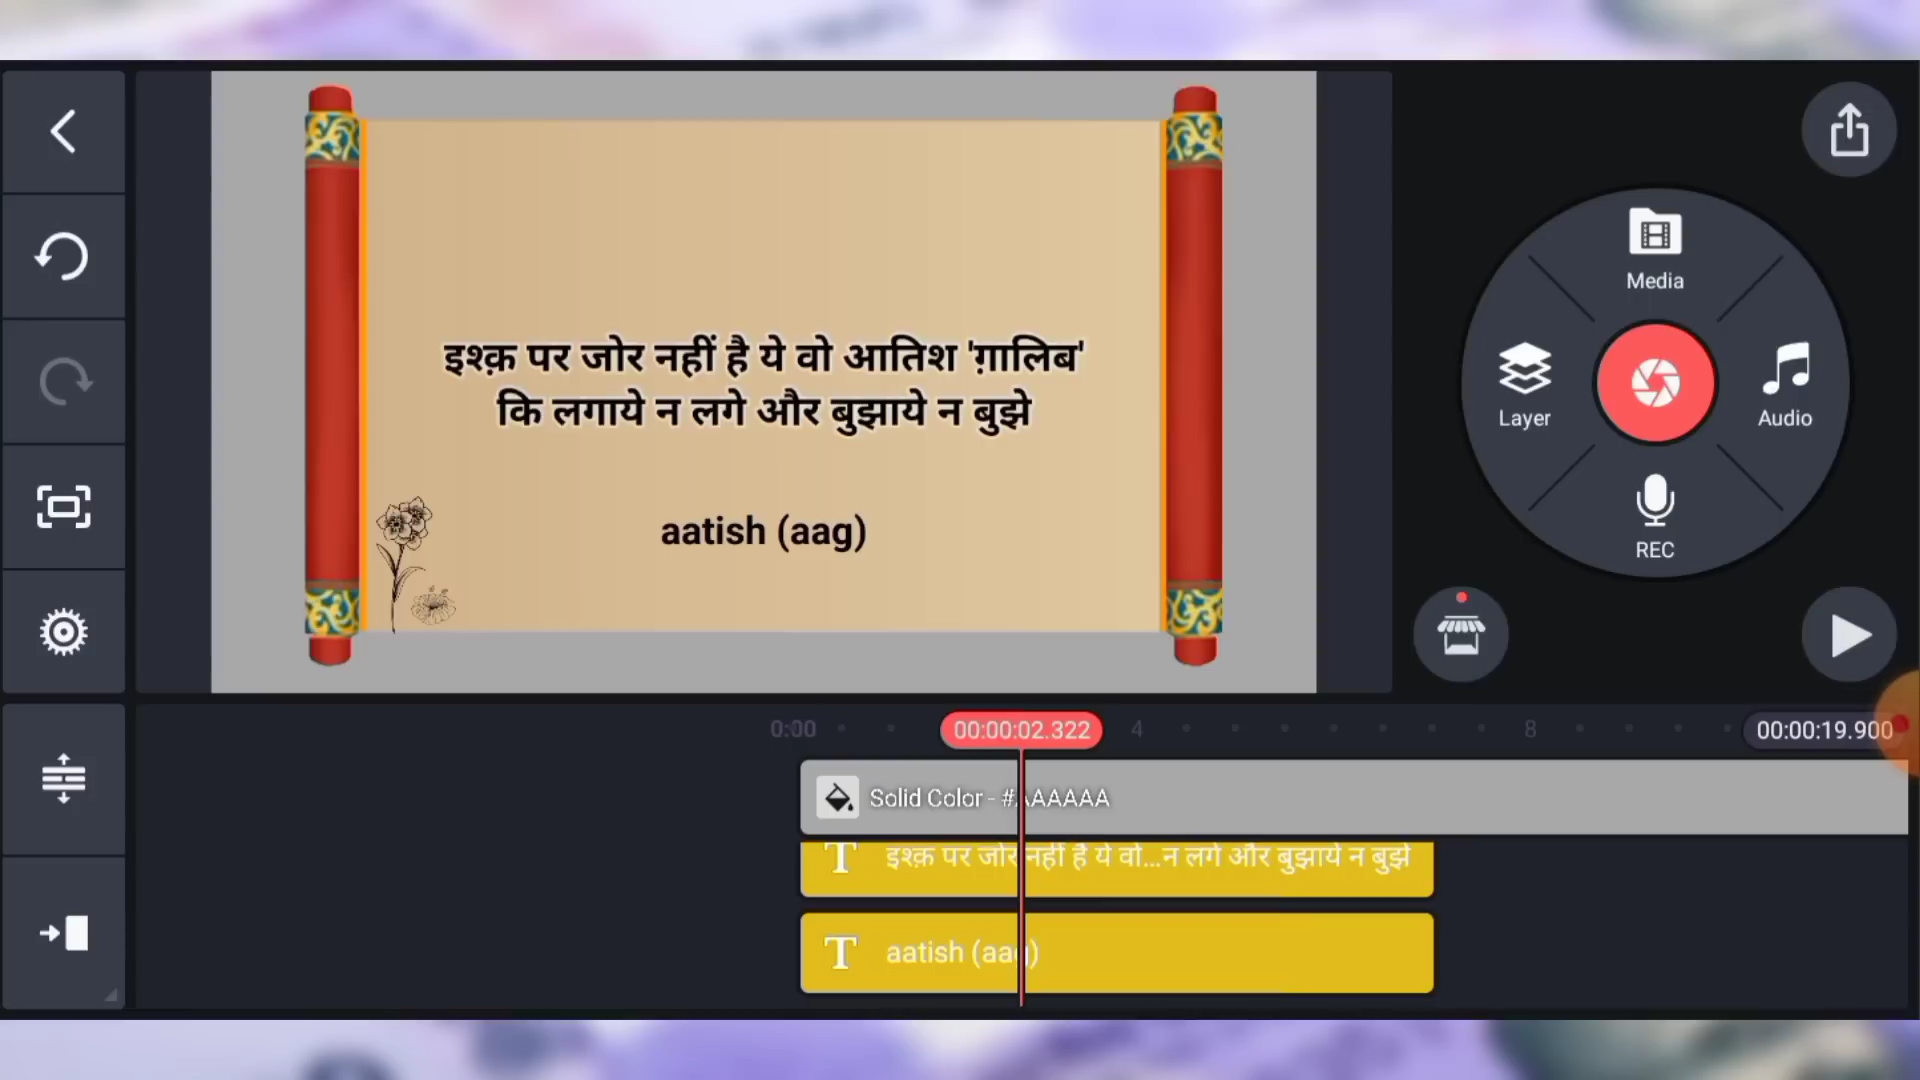 इश्क़ पर जोर नहीं है ये वो आतिश 'ग़ालिब'
कि लगाये न लगे और बुझाये न बुझे
aatish (aag)
Media
Layer
Audio
REC
0:00
00:00:02.322
4
8
00:00:19.900
Solid Color - #AAAAAA
इश्क़ पर जोर नहीं है ये वो...न लगे और बुझाये न बुझे
aatish (aag)